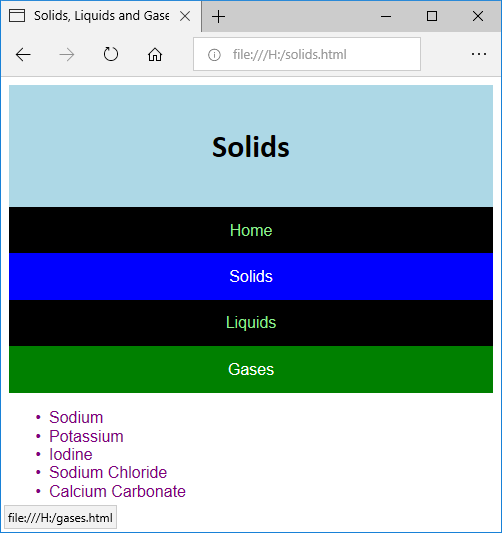 Solids, Liquids and Gase
file:///H:/solids.html
Solids
Home
Solids
Liquids
Gases
• Sodium
• Potassium
• Iodine
• Sodium Chloride
• Calcium Carbonate
file:///H:/gases.html